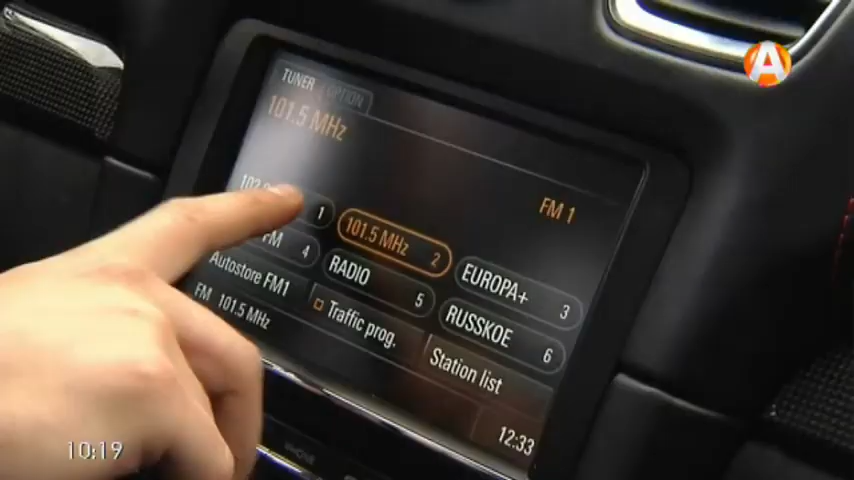 A
TUNER OPTION
101.5 MHz
FM 1
1
101.5 MHz 2
EUROPA+ 3
FM 4
RADIO 5
RUSSKOE 6
Autostore FM1
Traffic prog.
Station list
FM 101.5 MHz
12:33
10:19